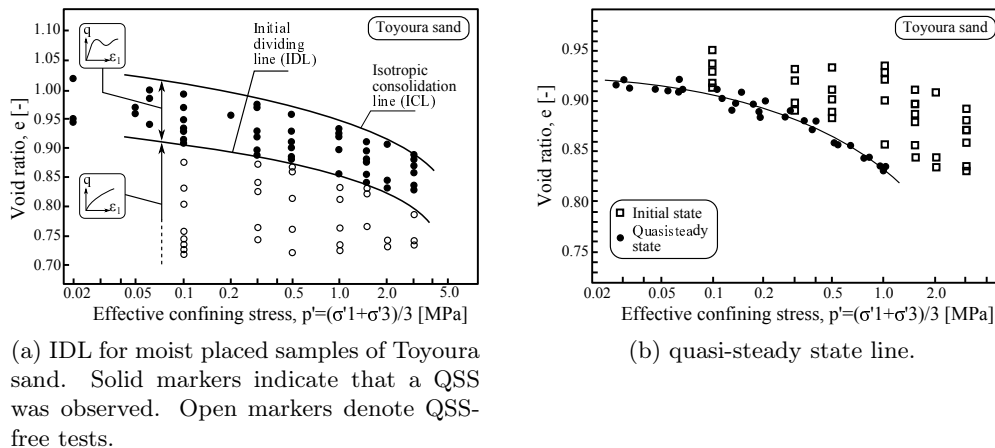 1.10
1.05
1.00
0.95
0.90
0.85
0.80
0.75
0.70
Void ratio, e [-]
q
ε1
q
ε1
Initial
dividing
line (IDL)
Toyoura sand
Isotropic
consolidation
line (ICL)
0.02
0.05
0.1
0.2
0.5
1.0
2.0
5.0
Effective confining stress, p'=(σ'1+σ'3)/3 [MPa]
(a) IDL for moist placed samples of Toyoura
sand. Solid markers indicate that a QSS
was observed. Open markers denote QSS-
free tests.
Toyoura sand
0.95
0.90
0.85
0.80
0.75
Void ratio, e [-]
Initial state
Quasisteady
state
0.02
0.05
0.1
0.2
0.5
1.0
2.0
Effective confining stress, p'=(σ'1+σ'3)/3 [MPa]
(b) quasi-steady state line.